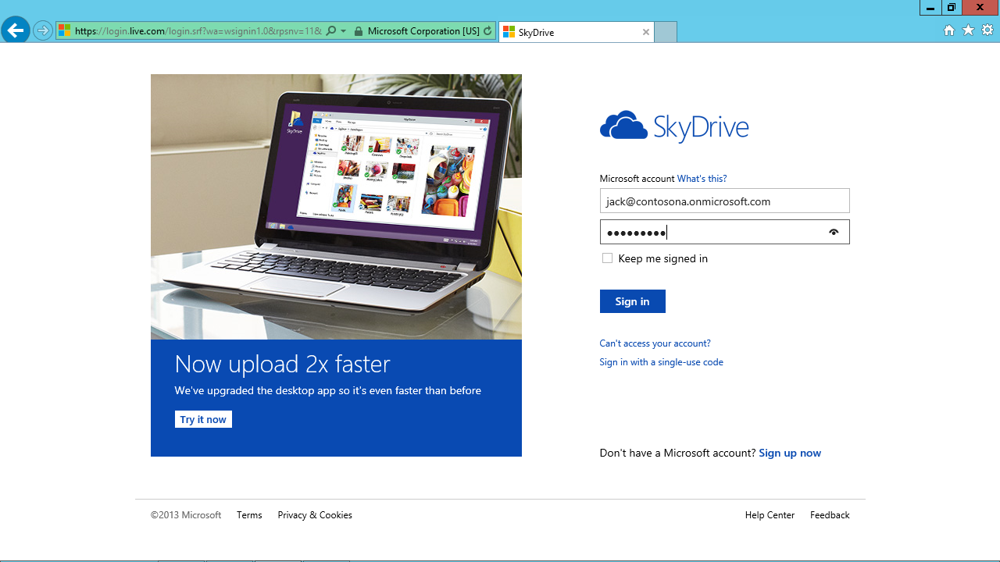 https://login.live.com/login.srf?wa=wsignin1.0&rpsnv=11&
Microsoft Corporation [US]
SkyDrive
SkyDrive
SkyDrive
Microsoft account What's this?
jack@contosona.onmicrosoft.com
Keep me signed in
Sign in
Can't access your account?
Sign in with a single-use code
Now upload 2x faster
We've upgraded the desktop app so it's even faster than before
Try it now
Don't have a Microsoft account? Sign up now
©2013 Microsoft Terms Privacy & Cookies Help Center Feedback